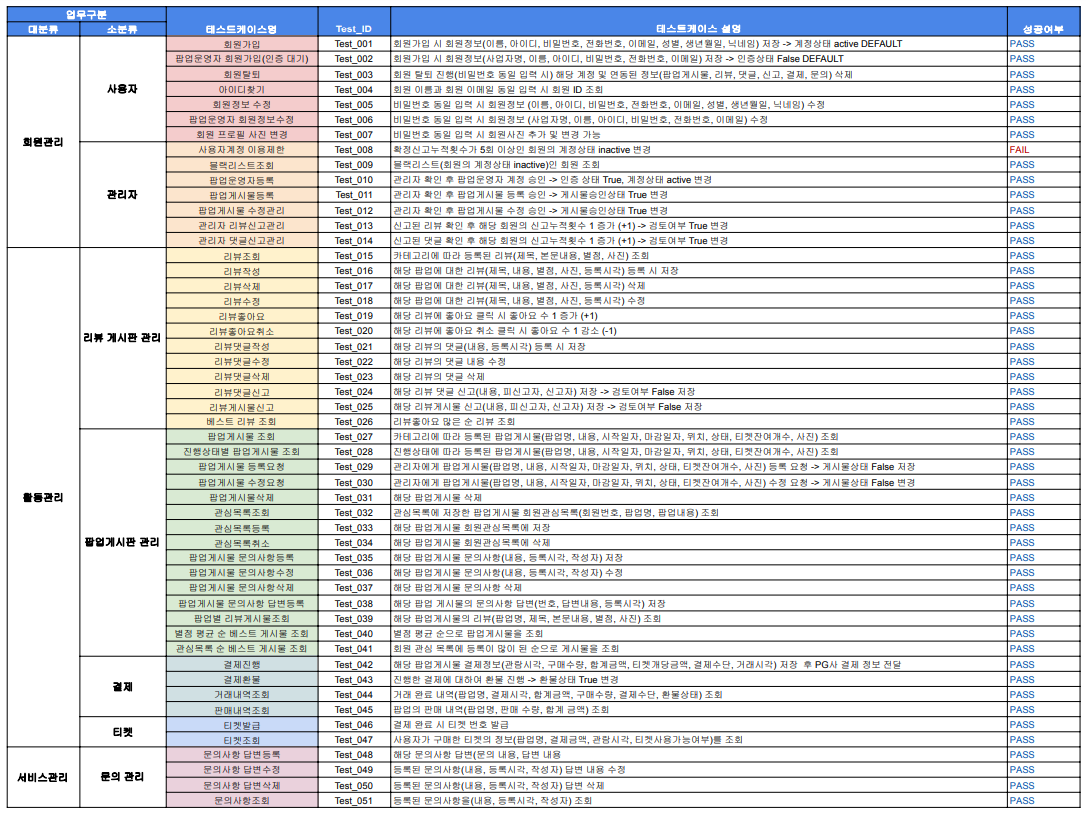 업무구분
대분류 소분류 테스트케이스명 Test_ID 테스트케이스 설명 성공여부
회원관리 사용자 회원가입 Test_001 회원가입 시 회원정보(이름, 아이디, 비밀번호, 전화번호, 이메일, 성별, 생년월일, 닉네임) 저장 -> 계정상태 active DEFAULT PASS
팝업운영자 회원가입(인증 대기) Test_002 회원가입 시 회원정보(사업자명, 이름, 아이디, 비밀번호, 전화번호, 이메일) 저장 -> 인증상태 False DEFAULT PASS
회원탈퇴 Test_003 회원 탈퇴 진행(비밀번호 동일 입력 시) 해당 계정 및 연동된 정보(팝업게시물, 리뷰, 댓글, 신고, 결제, 문의) 삭제 PASS
아이디찾기 Test_004 회원 이름과 회원 이메일 동일 입력 시 회원 ID 조회 PASS
회원정보 수정 Test_005 비밀번호 동일 입력 시 회원정보 (이름, 아이디, 비밀번호, 전화번호, 이메일, 성별, 생년월일, 닉네임) 수정 PASS
팝업운영자 회원정보수정 Test_006 비밀번호 동일 입력 시 회원정보 (사업자명, 이름, 아이디, 비밀번호, 전화번호, 이메일) 수정 PASS
회원 프로필 사진 변경 Test_007 비밀번호 동일 입력 시 회원사진 추가 및 변경 가능 PASS
관리자 사용자계정 이용제한 Test_008 확정신고누적횟수가 5회 이상인 회원의 계정상태 inactive 변경 FAIL
블랙리스트조회 Test_009 블랙리스트(회원의 계정상태 inactive)인 회원 조회 PASS
팝업운영자등록 Test_010 관리자 확인 후 팝업운영자 계정 승인 -> 인증 상태 True, 계정상태 active 변경 PASS
팝업게시물등록 Test_011 관리자 확인 후 팝업게시물 등록 승인 -> 게시물승인상태 True 변경 PASS
팝업게시물 수정관리 Test_012 관리자 확인 후 팝업게시물 수정 승인 -> 게시물승인상태 True 변경 PASS
관리자 리뷰신고관리 Test_013 신고된 리뷰 확인 후 해당 회원의 신고누적횟수 1 증가 (+1) -> 검토여부 True 변경 PASS
관리자 댓글신고관리 Test_014 신고된 댓글 확인 후 해당 회원의 신고누적횟수 1 증가 (+1) -> 검토여부 True 변경 PASS
활동관리 리뷰 게시판 관리 리뷰조회 Test_015 카테고리에 따라 등록된 리뷰(제목, 본문내용, 별점, 사진) 조회 PASS
리뷰작성 Test_016 해당 팝업에 대한 리뷰(제목, 내용, 별점, 사진, 등록시각) 등록 시 저장 PASS
리뷰삭제 Test_017 해당 팝업에 대한 리뷰(제목, 내용, 별점, 사진, 등록시각) 삭제 PASS
리뷰수정 Test_018 해당 팝업에 대한 리뷰(제목, 내용, 별점, 사진, 등록시각) 수정 PASS
리뷰좋아요 Test_019 해당 리뷰에 좋아요 클릭 시 좋아요 수 1 증가 (+1) PASS
리뷰좋아요취소 Test_020 해당 리뷰에 좋아요 취소 클릭 시 좋아요 수 1 감소 (-1) PASS
리뷰댓글작성 Test_021 해당 리뷰의 댓글(내용, 등록시각) 등록 시 저장 PASS
리뷰댓글수정 Test_022 해당 리뷰의 댓글 내용 수정 PASS
리뷰댓글삭제 Test_023 해당 리뷰의 댓글 삭제 PASS
리뷰댓글신고 Test_024 해당 리뷰 댓글 신고(내용, 피신고자, 신고자) 저장 -> 검토여부 False 저장 PASS
리뷰게시물신고 Test_025 해당 리뷰게시물 신고(내용, 피신고자, 신고자) 저장 -> 검토여부 False 저장 PASS
베스트 리뷰 조회 Test_026 리뷰좋아요 많은 순 리뷰 조회 PASS
팝업게시판 관리 팝업게시물 조회 Test_027 카테고리에 따라 등록된 팝업게시물(팝업명, 내용, 시작일자, 마감일자, 위치, 상태, 티켓잔여개수, 사진) 조회 PASS
진행상태별 팝업게시물 조회 Test_028 진행상태에 따라 등록된 팝업게시물(팝업명, 내용, 시작일자, 마감일자, 위치, 상태, 티켓잔여개수, 사진) 조회 PASS
팝업게시물 등록요청 Test_029 관리자에게 팝업게시물(팝업명, 내용, 시작일자, 마감일자, 위치, 상태, 티켓잔여개수, 사진) 등록 요청 -> 게시물상태 False 저장 PASS
팝업게시물 수정요청 Test_030 관리자에게 팝업게시물(팝업명, 내용, 시작일자, 마감일자, 위치, 상태, 티켓잔여개수, 사진) 수정 요청 -> 게시물상태 False 변경 PASS
팝업게시물삭제 Test_031 해당 팝업게시물 삭제 PASS
관심목록조회 Test_032 관심목록에 저장한 팝업게시물 회원관심목록(회원번호, 팝업명, 팝업내용) 조회 PASS
관심목록등록 Test_033 해당 팝업게시물 회원관심목록에 저장 PASS
관심목록취소 Test_034 해당 팝업게시물 회원관심목록에 삭제 PASS
팝업게시물 문의사항등록 Test_035 해당 팝업게시물 문의사항(내용, 등록시각, 작성자) 저장 PASS
팝업게시물 문의사항수정 Test_036 해당 팝업게시물 문의사항(내용, 등록시각, 작성자) 수정 PASS
팝업게시물 문의사항삭제 Test_037 해당 팝업게시물 문의사항 삭제 PASS
팝업게시물 문의사항 답변등록 Test_038 해당 팝업 게시물의 문의사항 답변(번호, 답변내용, 등록시각) 저장 PASS
팝업별 리뷰게시물조회 Test_039 해당 팝업게시물의 리뷰(팝업명, 제목, 본문내용, 별점, 사진) 조회 PASS
별점 평균 순 베스트 게시물 조회 Test_040 별점 평균 순으로 팝업게시물을 조회 PASS
관심목록 순 베스트 게시물 조회 Test_041 회원 관심 목록에 등록이 많이 된 순으로 게시물을 조회 PASS
결제 결제진행 Test_042 해당 팝업게시물 결제정보(관람시각, 구매수량, 합계금액, 티켓개당금액, 결제수단, 거래시각) 저장 후 PG사 결제 정보 전달 PASS
결제환불 Test_043 진행한 결제에 대하여 환불 진행 -> 환불상태 True 변경 PASS
거래내역조회 Test_044 거래 완료 내역(팝업명, 결제시각, 합계금액, 구매수량, 결제수단, 환불상태) 조회 PASS
판매내역조회 Test_045 팝업의 판매 내역(팝업명, 판매 수량, 합계 금액) 조회 PASS
티켓 티켓발급 Test_046 결제 완료 시 티켓 번호 발급 PASS
티켓조회 Test_047 사용자가 구매한 티켓의 정보(팝업명, 결제금액, 관람시각, 티켓사용가능여부)를 조회 PASS
서비스관리 문의 관리 문의사항 답변등록 Test_048 해당 문의사항 답변(문의 내용, 답변 내용 PASS
문의사항 답변수정 Test_049 등록된 문의사항(내용, 등록시각, 작성자) 답변 내용 수정 PASS
문의사항 답변삭제 Test_050 등록된 문의사항(내용, 등록시각, 작성자) 답변 삭제 PASS
문의사항조회 Test_051 등록된 문의사항을(내용, 등록시각, 작성자) 조회 PASS